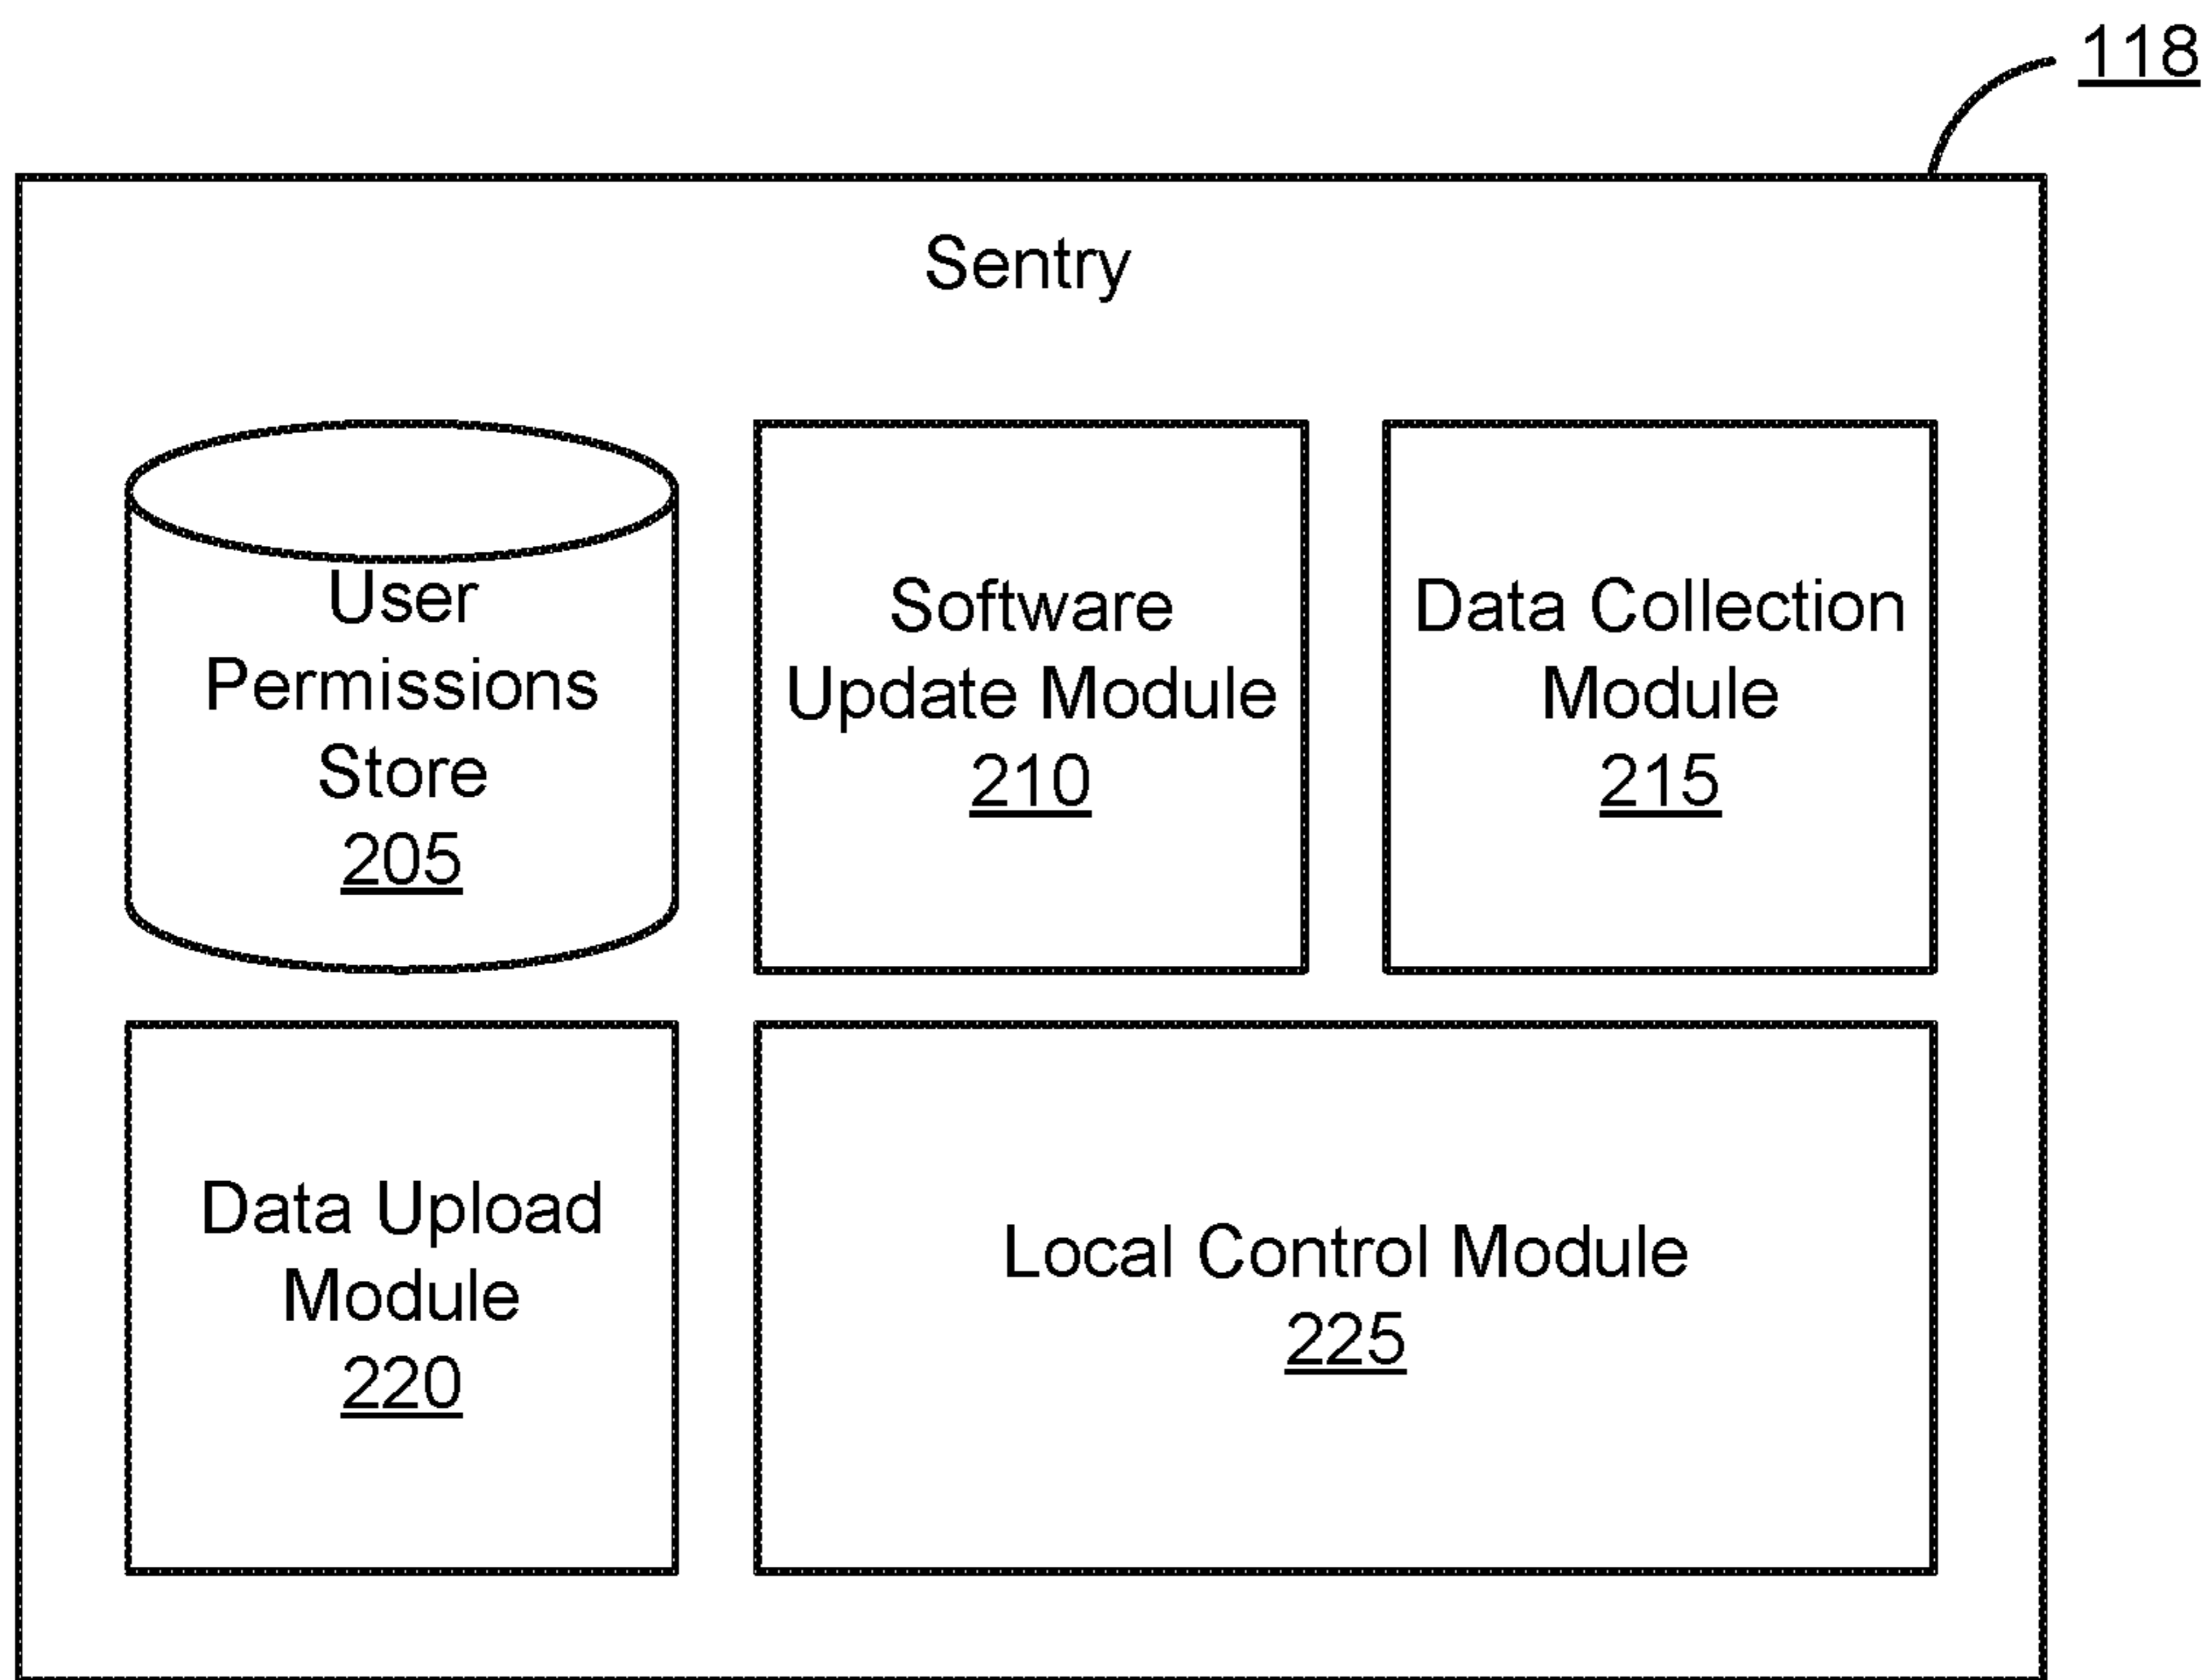 118
Sentry
User
Permissions
Store
205
Software
Update Module
210
Data Collection
Module
215
Data Upload
Module
220
Local Control Module
225